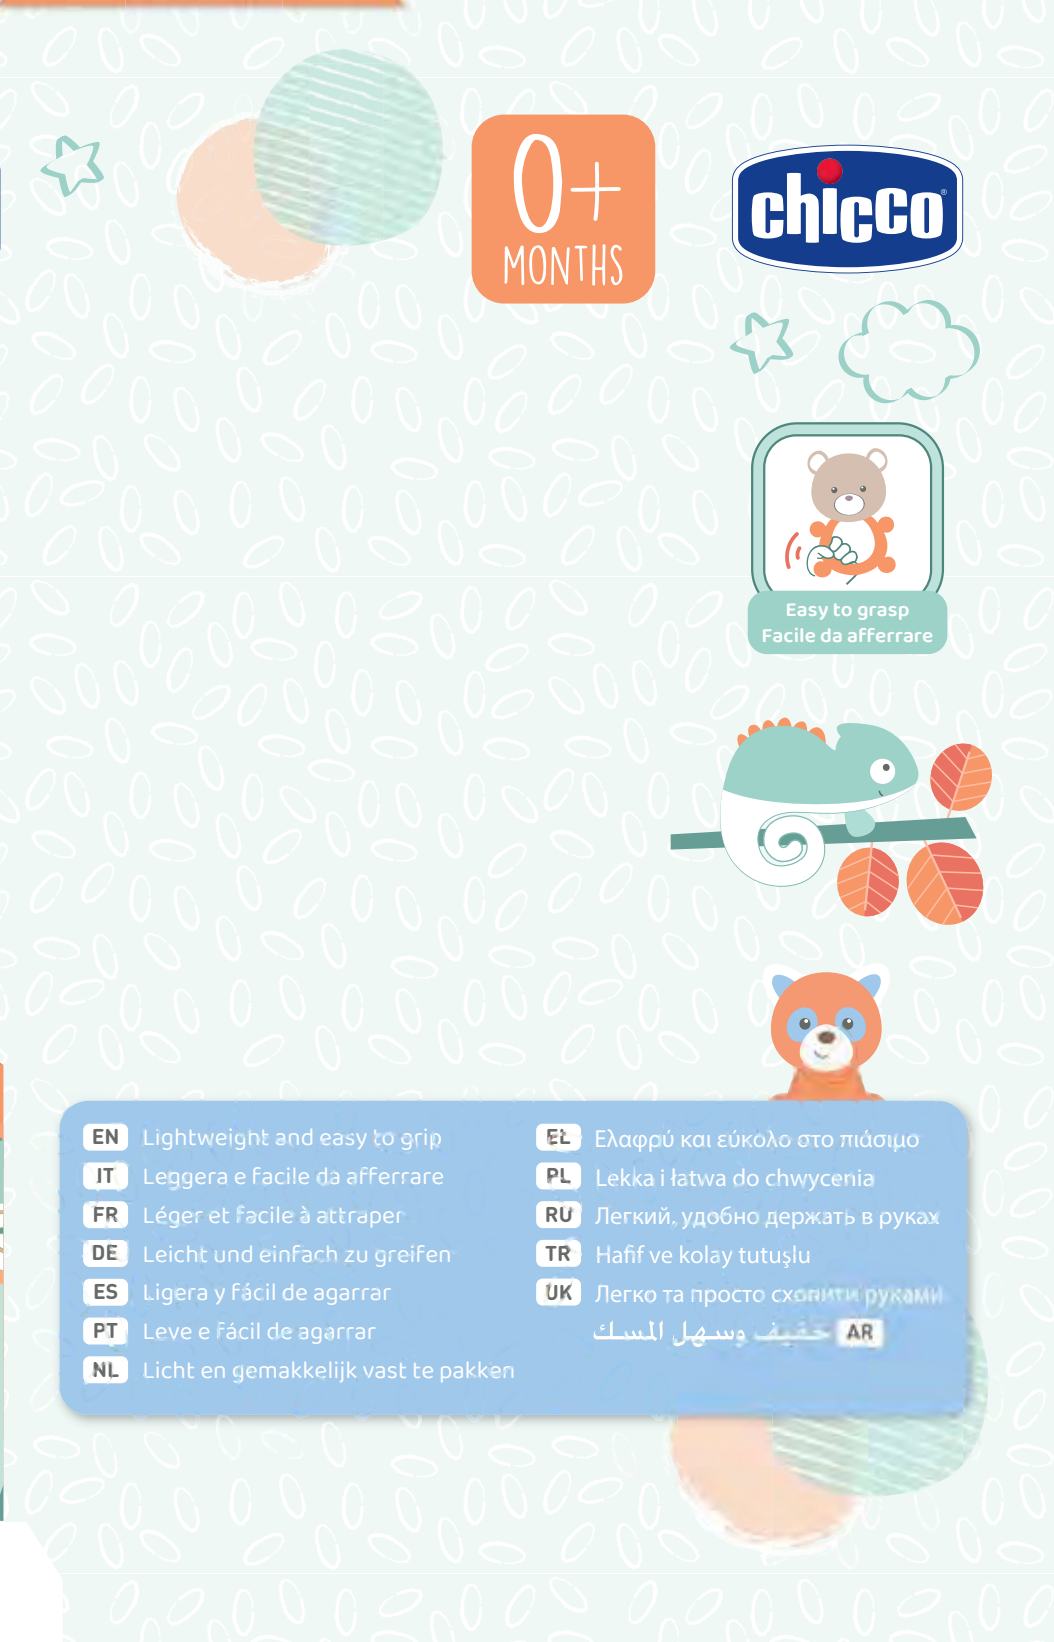 0+
MONTHS
chicco®
Easy to grasp
Facile da afferrare
EN Lightweight and easy to grip
IT Leggera e facile da afferrare
FR Léger et facile à attraper
DE Leicht und einfach zu greifen
ES Ligera y fácil de agarrar
PT Leve e fácil de agarrar
NL Licht en gemakkelijk vast te pakken
EL Ελαφρύ και εύκολο στο πιάσιμο
PL Lekka i łatwa do chwycenia
RU Легкий, удобно держать в руках
TR Hafif ve kolay tutuşlu
UK Легко та просто схопити руками
AR خفيف وسهل المسك